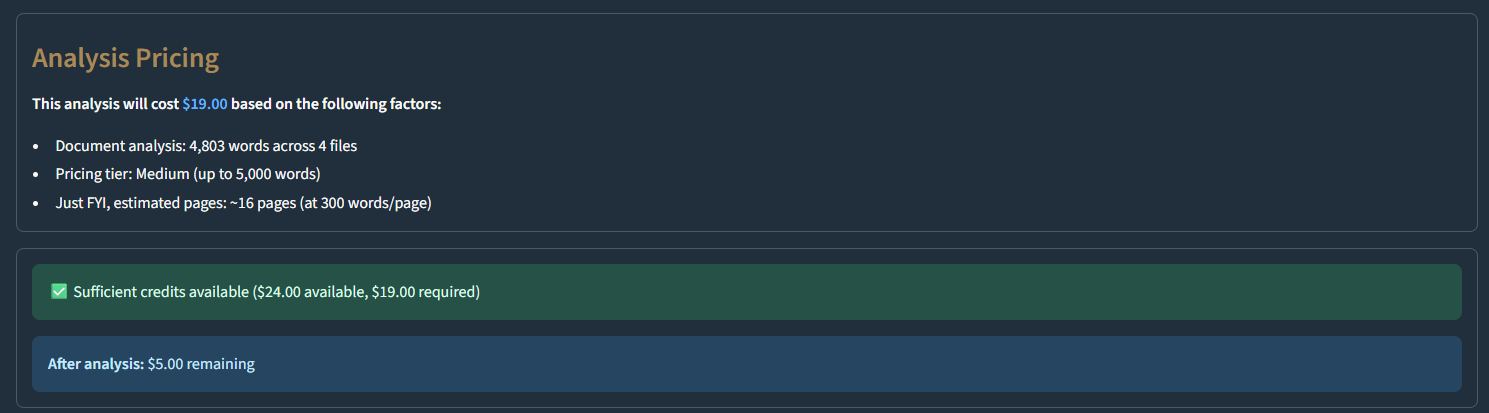 Analysis Pricing
This analysis will cost $19.00 based on the following factors:
• Document analysis: 4,803 words across 4 files
• Pricing tier: Medium (up to 5,000 words)
• Just FYI, estimated pages: ~16 pages (at 300 words/page)
✅ Sufficient credits available ($24.00 available, $19.00 required)
After analysis: $5.00 remaining